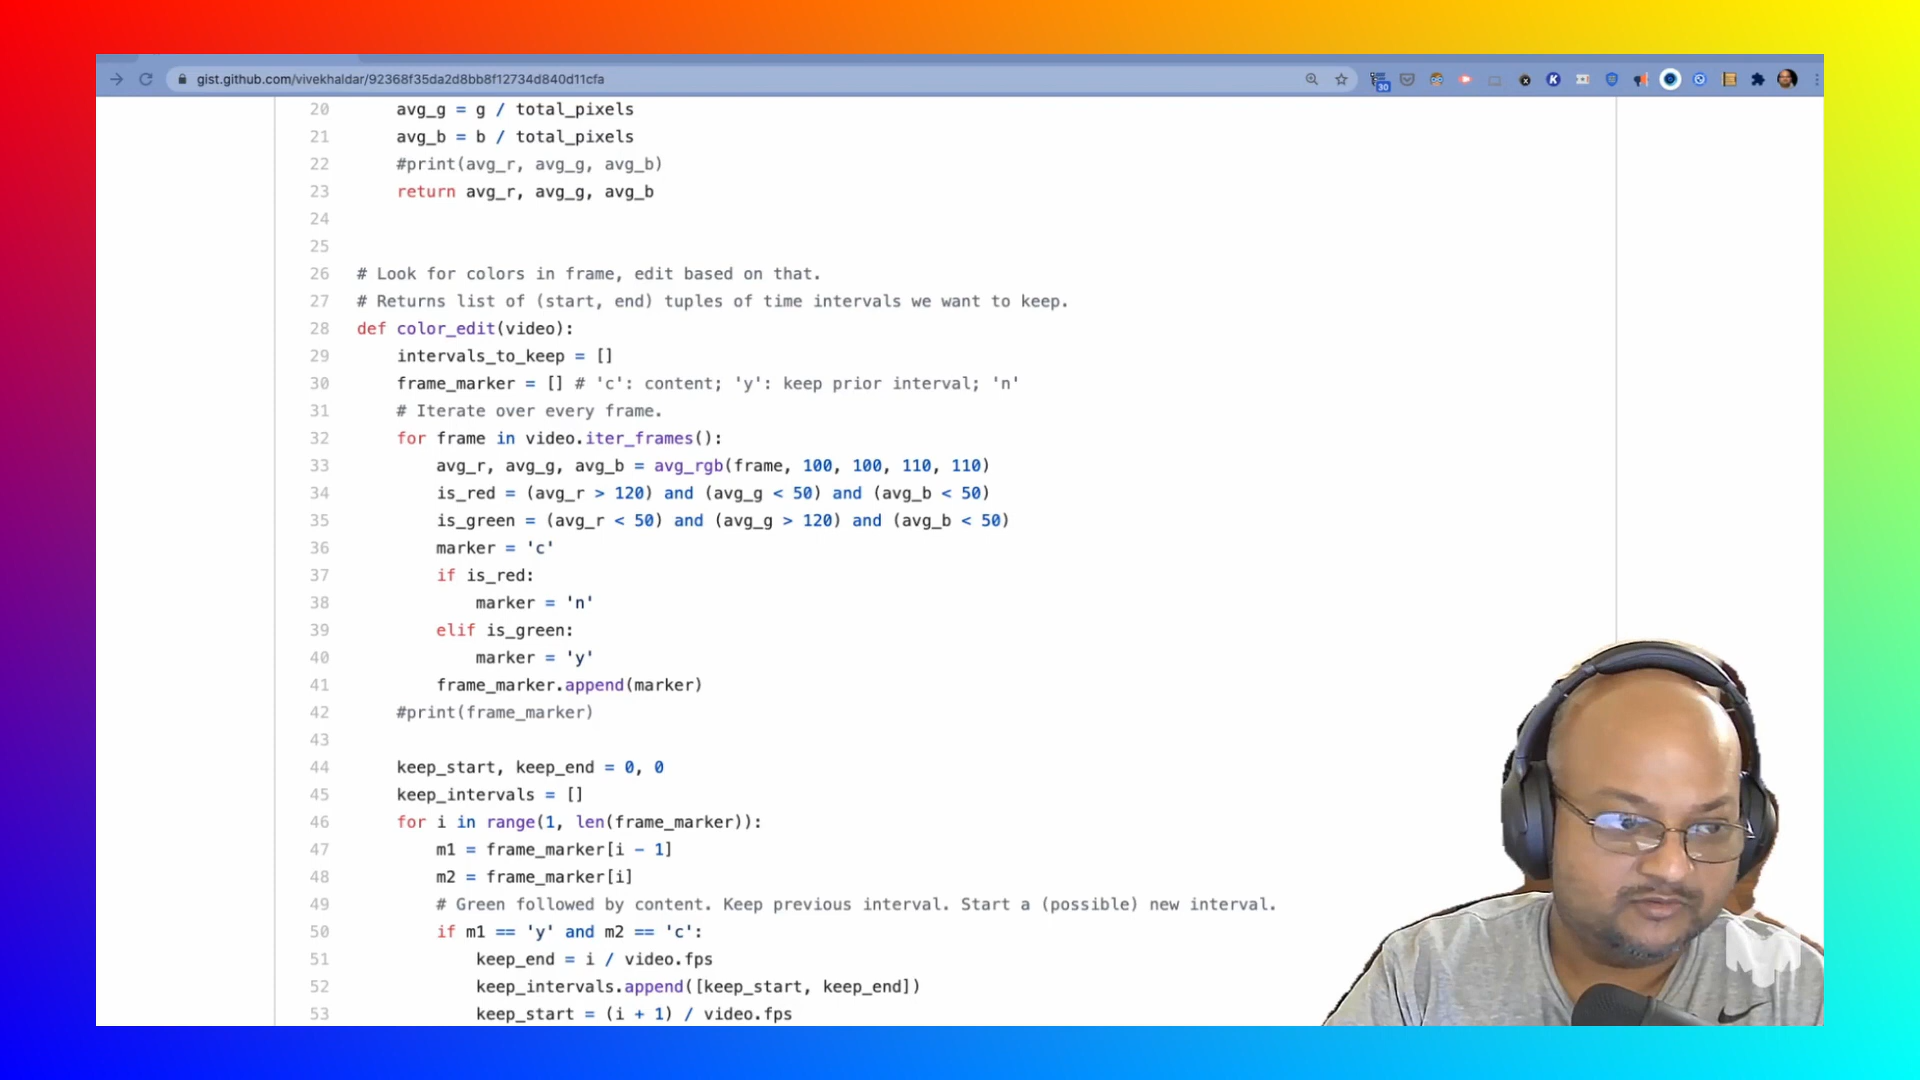 gist.github.com/vivekhaldar/92368f35da2d8bb8f12734d840d11cfa
30
K
20 avg_g = g / total_pixels
21 avg_b = b / total_pixels
22 #print(avg_r, avg_g, avg_b)
23 return avg_r, avg_g, avg_b
24
25
26 # Look for colors in frame, edit based on that.
27 # Returns list of (start, end) tuples of time intervals we want to keep.
28 def color_edit(video):
29 intervals_to_keep = []
30 frame_marker = [] # 'c': content; 'y': keep prior interval; 'n'
31 # Iterate over every frame.
32 for frame in video.iter_frames():
33 avg_r, avg_g, avg_b = avg_rgb(frame, 100, 100, 110, 110)
34 is_red = (avg_r > 120) and (avg_g < 50) and (avg_b < 50)
35 is_green = (avg_r < 50) and (avg_g > 120) and (avg_b < 50)
36 marker = 'c'
37 if is_red:
38 marker = 'n'
39 elif is_green:
40 marker = 'y'
41 frame_marker.append(marker)
42 #print(frame_marker)
43
44 keep_start, keep_end = 0, 0
45 keep_intervals = []
46 for i in range(1, len(frame_marker)):
47 m1 = frame_marker[i - 1]
48 m2 = frame_marker[i]
49 # Green followed by content. Keep previous interval. Start a (possible) new interval.
50 if m1 == 'y' and m2 == 'c':
51 keep_end = i / video.fps
52 keep_intervals.append([keep_start, keep_end])
53 keep_start = (i + 1) / video.fps